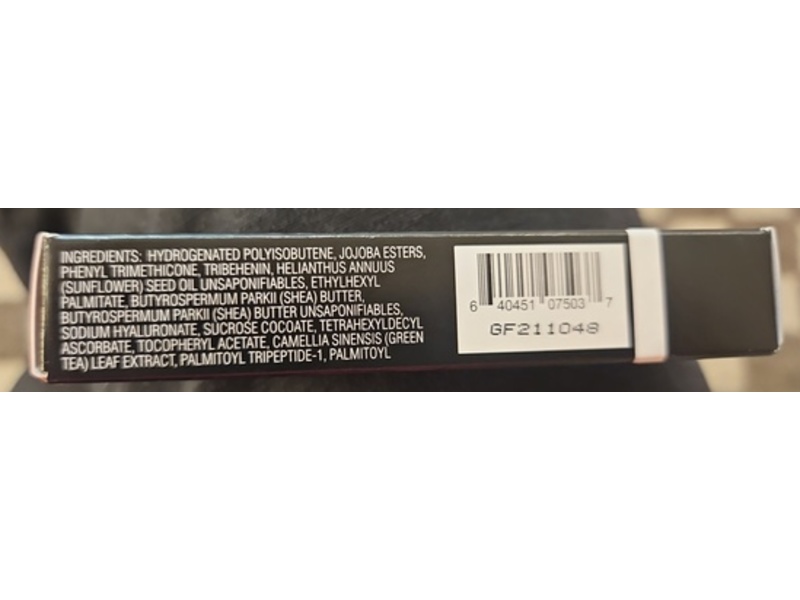 INGREDIENTS: HYDROGENATED POLYISOBUTENE, JOJOBA ESTERS,
PHENYL TRIMETHICONE, TRIBEHENIN, HELIANTHUS ANNUUS
(SUNFLOWER) SEED OIL UNSAPONIFIABLES, ETHYLHEXYL
PALMITATE, BUTYROSPERMUM PARKII (SHEA) BUTTER,
BUTYROSPERMUM PARKII (SHEA) BUTTER UNSAPONIFIABLES,
SODIUM HYALURONATE, SUCROSE COCOATE, TETRAHEXYLDECYL
ASCORBATE, TOCOPHERYL ACETATE, CAMELLIA SINENSIS (GREEN
TEA) LEAF EXTRACT, PALMITOYL TRIPEPTIDE-1, PALMITOYL
6 40451 07503 7
GF211048